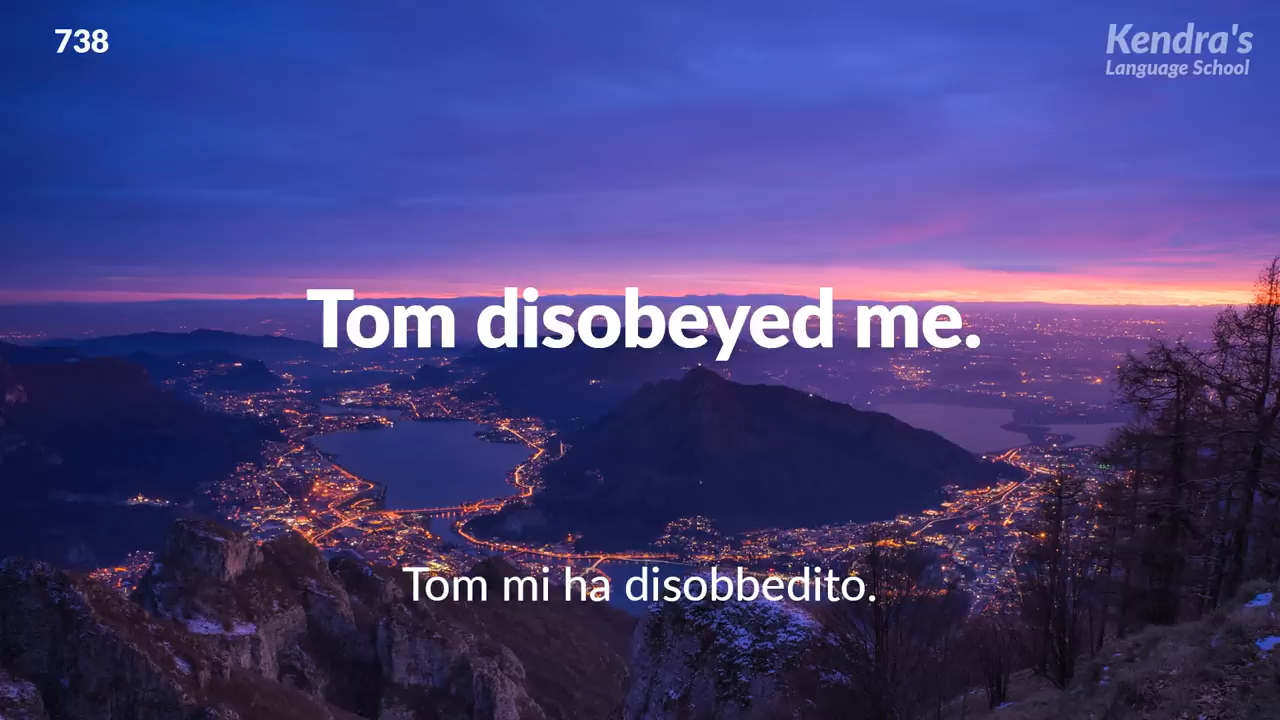 738
Kendra's
Language School
Tom disobeyed me.
Tom mi ha disobbedito.